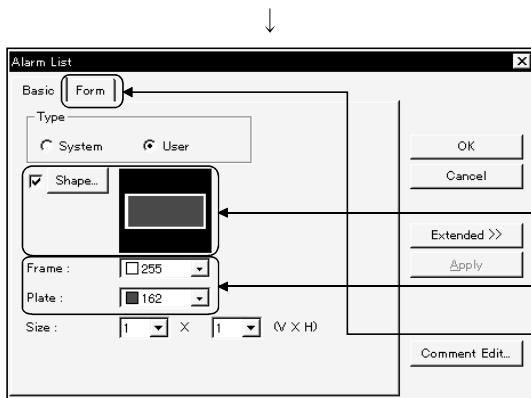 Alarm List
Basic Form
Type
System User
OK
Shape...
Cancel
Extended >>
Frame : 255
Apply
Plate : 162
Size : 1 X 1 (V X H)
Comment Edit...